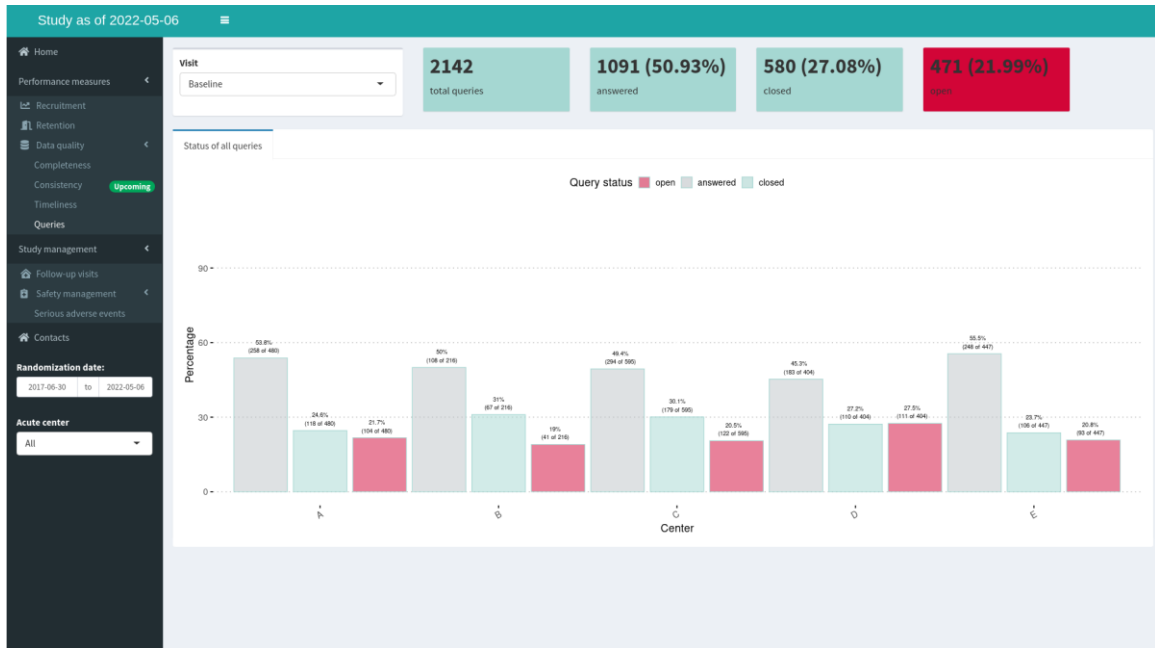 Study as of 2022-05-06
Home
Performance measures
Recruitment
Retention
Data quality
Completeness
Consistency Upcoming
Timeliness
Queries
Study management
Follow-up visits
Safety management
Serious adverse events
Contacts
Randomization date:
2017-06-30 to 2022-05-06
Acute center
All
Visit
Baseline
2142
total queries
1091 (50.93%)
answered
580 (27.08%)
closed
471 (21.99%)
open
Status of all queries
Query status open answered closed
Percentage
90
60
30
0
53.8%
(258 of 480)
24.6%
(118 of 480)
21.7%
(104 of 480)
50%
(108 of 216)
31%
(67 of 216)
19%
(41 of 216)
49.4%
(294 of 595)
30.1%
(179 of 595)
20.5%
(122 of 595)
45.3%
(183 of 404)
27.2%
(110 of 404)
27.5%
(111 of 404)
55.5%
(248 of 447)
23.7%
(106 of 447)
20.8%
(93 of 447)
A B C D E
Center